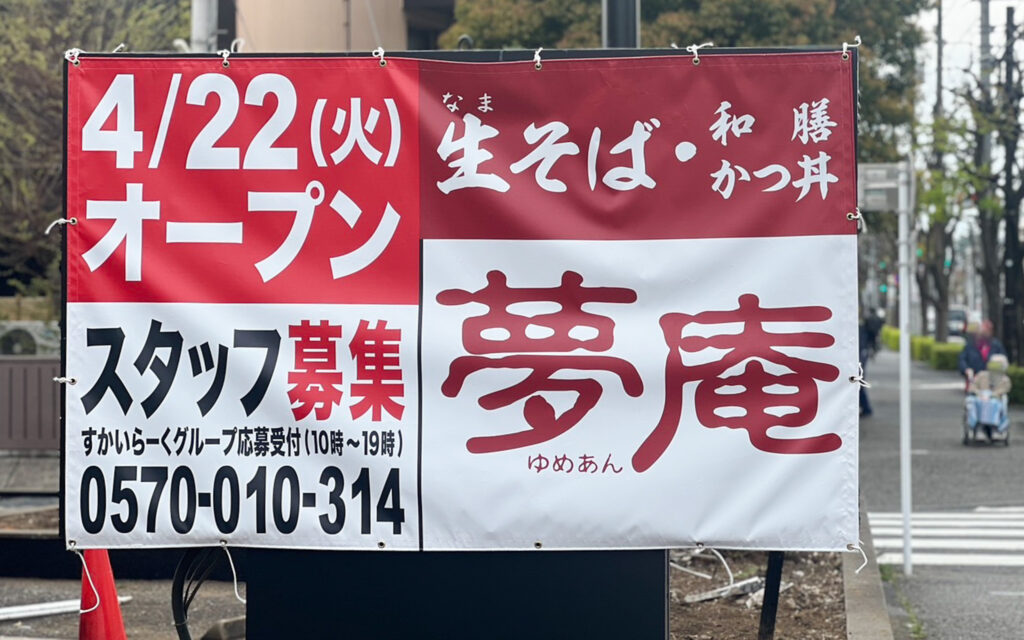 4/22(火)
オープン
スタッフ募集
すかいらーくグループ応募受付(10時～19時)
0570-010-314
なま
生そば・和膳
かつ丼
夢庵
ゆめあん